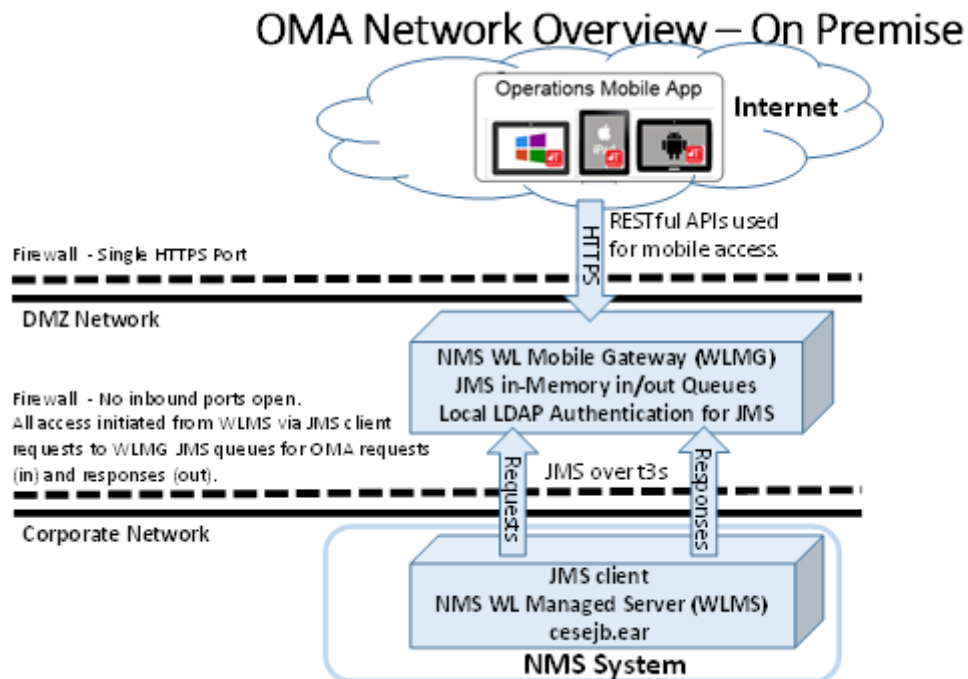 OMA Network Overview – On Premise
Operations Mobile App
Internet
iPad
HTTPS
RESTful APIs used
for mobile access.
Firewall - Single HTTPS Port
DMZ Network
NMS WL Mobile Gateway (WLMG)
JMS in-Memory in/out Queues
Local LDAP Authentication for JMS
Firewall - No inbound ports open.
All access initiated from WLMS via JMS client
requests to WLMG JMS queues for OMA requests
(in) and responses (out).
Requests
JMS over t3s
Responses
Corporate Network
JMS client
NMS WL Managed Server (WLMS)
cesejb.ear
NMS System